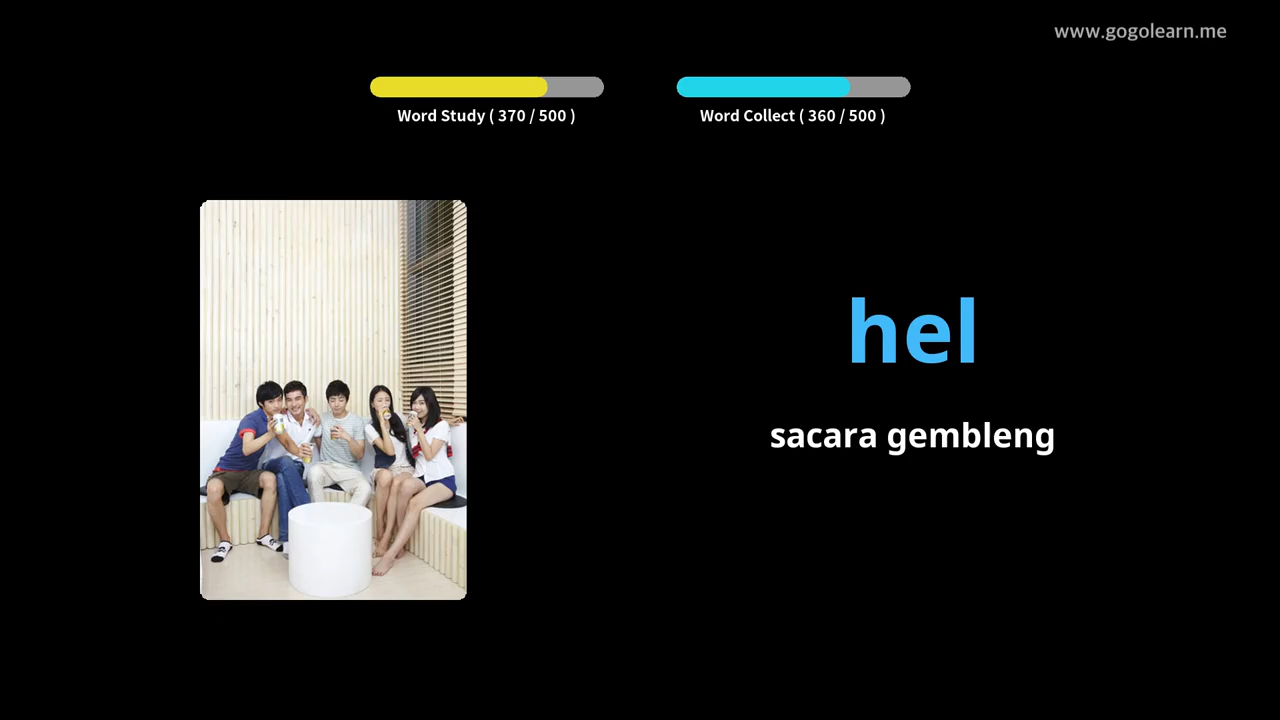 www.gogolearn.me
Word Study ( 370 / 500 )
Word Collect ( 360 / 500 )
hel
sacara gembleng